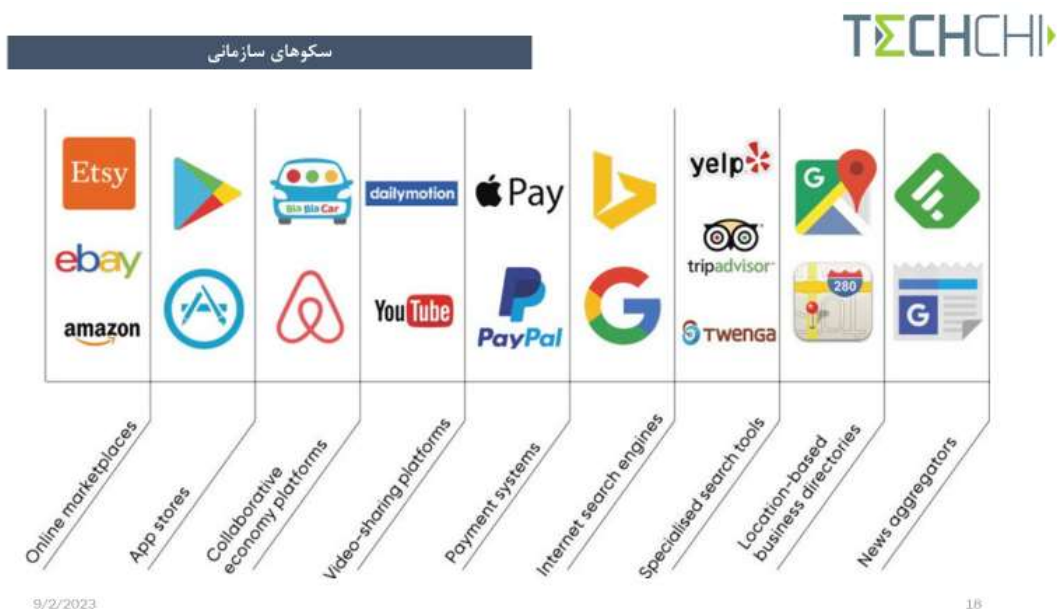 TECHCHI
سکوهای سازمانی
Etsy
ebay
amazon
Bla Bla Car
dailymotion
YouTube
Pay
PayPal
G
yelp
tripadvisor
TWENGA
G
280
G
Online marketplaces
App stores
Collaborative
economy platforms
Video-sharing platforms
Payment systems
Internet search engines
Specialised search tools
Location-based
business directories
News aggregators
9/2/2023
18